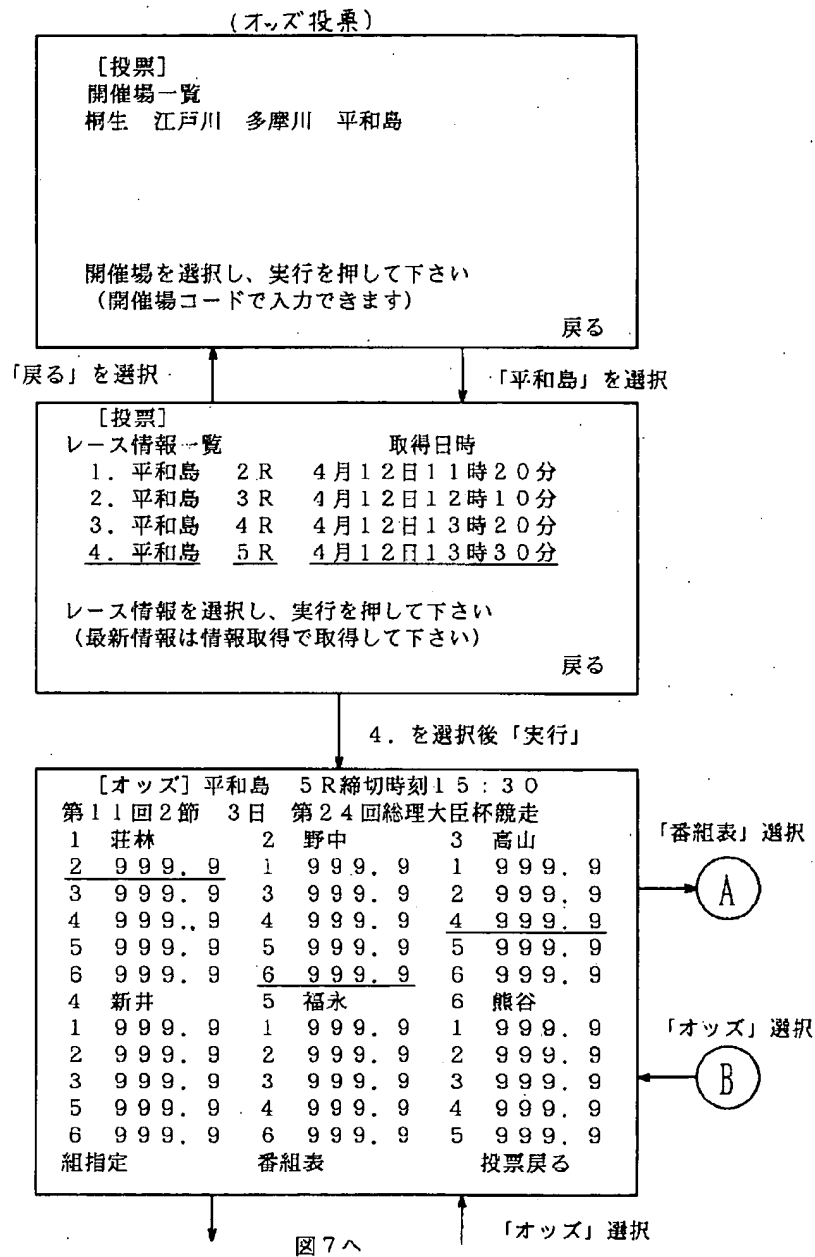 (オッズ投票)
[投票]
開催場一覧
桐生 江戸川 多摩川 平和島
開催場を選択し、実行を押して下さい
(開催場コードで入力できます)
戻る
「戻る」を選択 「平和島」を選択
[投票]
レース情報一覧 取得日時
1. 平和島 2R 4月12日11時20分
2. 平和島 3R 4月12日12時10分
3. 平和島 4R 4月12日13時20分
4. 平和島 5R 4月12日13時30分
レース情報を選択し、実行を押して下さい
(最新情報は情報取得で取得して下さい)
戻る
4. を選択後「実行」
[オッズ] 平和島 5R締切時刻15:30
第11回2節 3日 第24回総理大臣杯競走
1 荘林 2 野中 3 高山
2 999.9 1 999.9 1 999.9
3 999.9 3 999.9 2 999.9
4 999.9 4 999.9 4 999.9
5 999.9 5 999.9 5 999.9
6 999.9 6 999.9 6 999.9
4 新井 5 福永 6 熊谷
1 999.9 1 999.9 1 999.9
2 999.9 2 999.9 2 999.9
3 999.9 3 999.9 3 999.9
5 999.9 4 999.9 4 999.9
6 999.9 6 999.9 5 999.9
組指定 番組表 投票戻る
「番組表」選択
A
「オッズ」選択
B
図7へ 「オッズ」選択